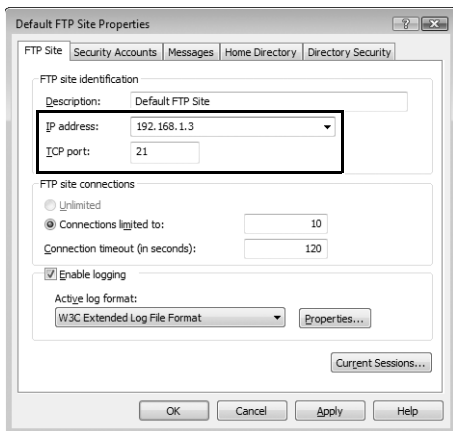 Default FTP Site Properties
FTP Site Security Accounts Messages Home Directory Directory Security
FTP site identification
Description: Default FTP Site
IP address: 192.168.1.3
TCP port: 21
FTP site connections
Unlimited
Connections limited to: 10
Connection timeout (in seconds): 120
Enable logging
Active log format:
W3C Extended Log File Format Properties...
Current Sessions...
OK Cancel Apply Help